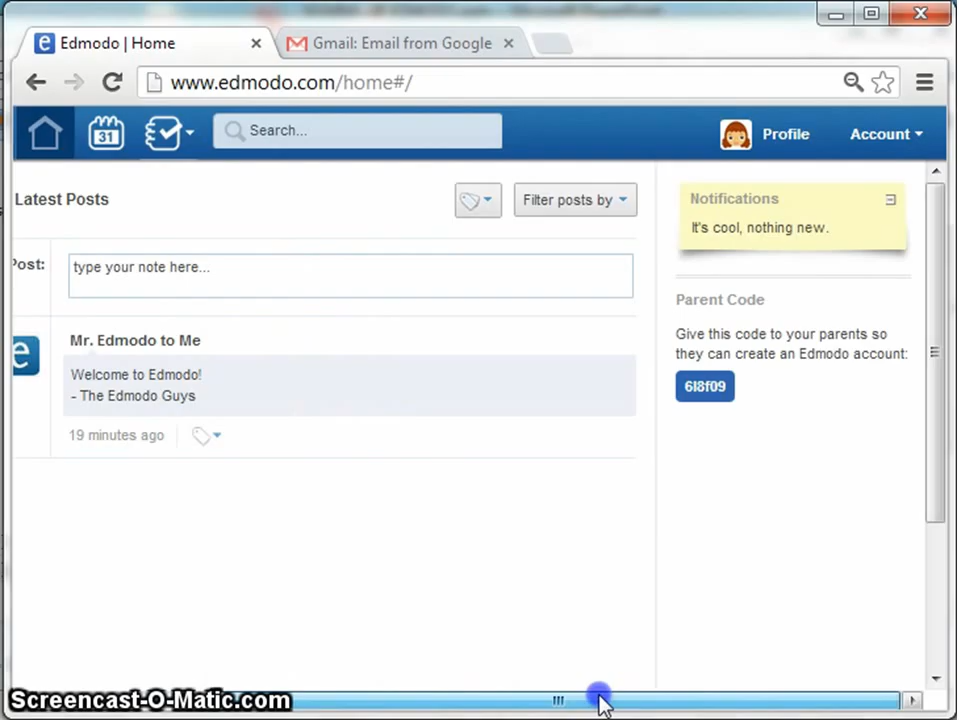 Edmodo | Home
Gmail: Email from Google
www.edmodo.com/home#/
31
Search...
Profile
Account
Latest Posts
Filter posts by
Notifications
It's cool, nothing new.
Post:
type your note here...
Parent Code
Give this code to your parents so
they can create an Edmodo account:
6l8f09
e
Mr. Edmodo to Me
Welcome to Edmodo!
- The Edmodo Guys
19 minutes ago
Screencast-O-Matic.com